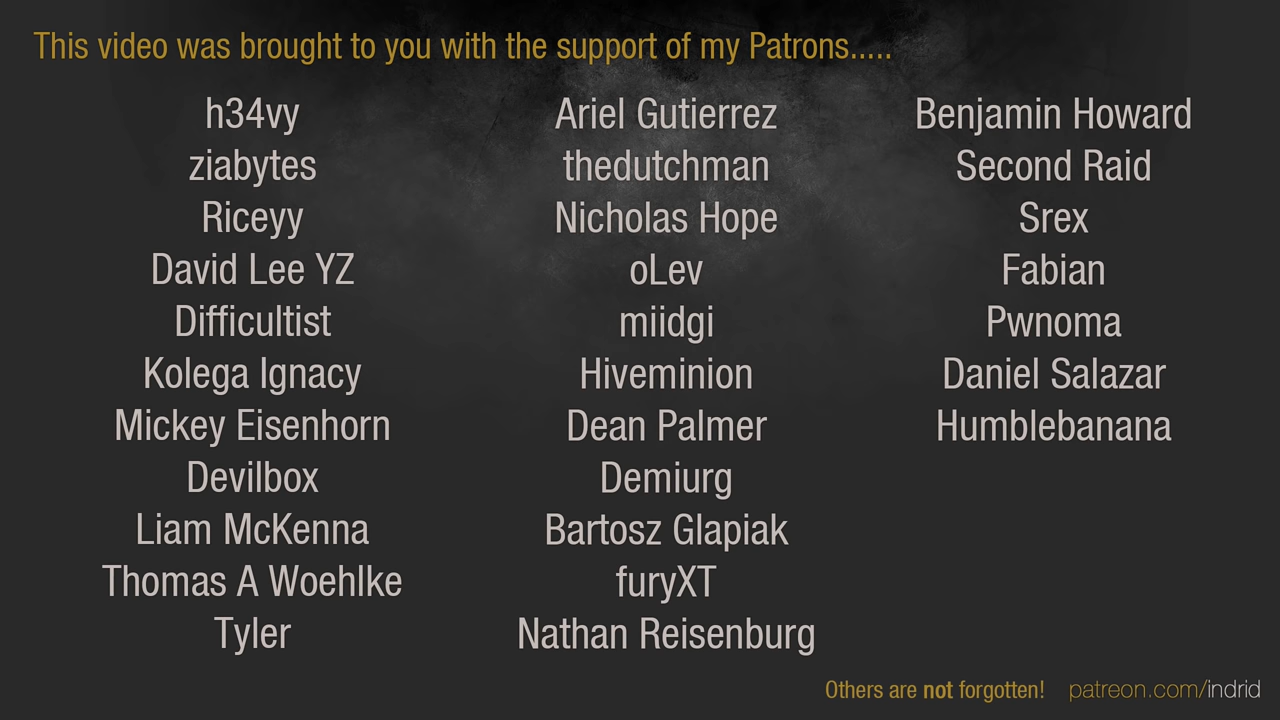 This video was brought to you with the support of my Patrons.....
h34vy
ziabytes
Riceyy
David Lee YZ
Difficultist
Kolega Ignacy
Mickey Eisenhorn
Devilbox
Liam McKenna
Thomas A Woehlke
Tyler
Ariel Gutierrez
thedutchman
Nicholas Hope
oLev
miidgi
Hiveminion
Dean Palmer
Demiurg
Bartosz Glapiak
furyXT
Nathan Reisenburg
Benjamin Howard
Second Raid
Srex
Fabian
Pwnoma
Daniel Salazar
Humblebanana
Others are not forgotten! patreon.com/indrid